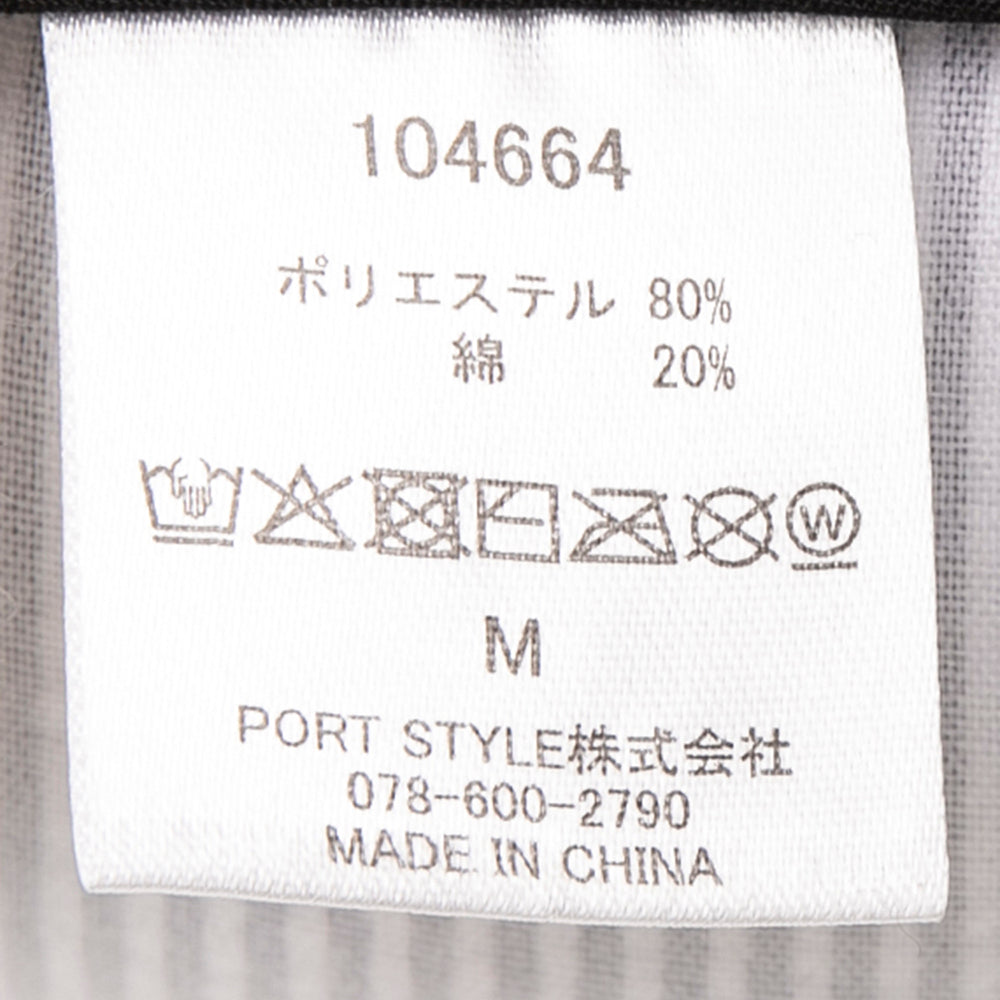 104664
ポリエステル 80%
綿 20%
W
M
PORT STYLE株式会社
078-600-2790
MADE IN CHINA